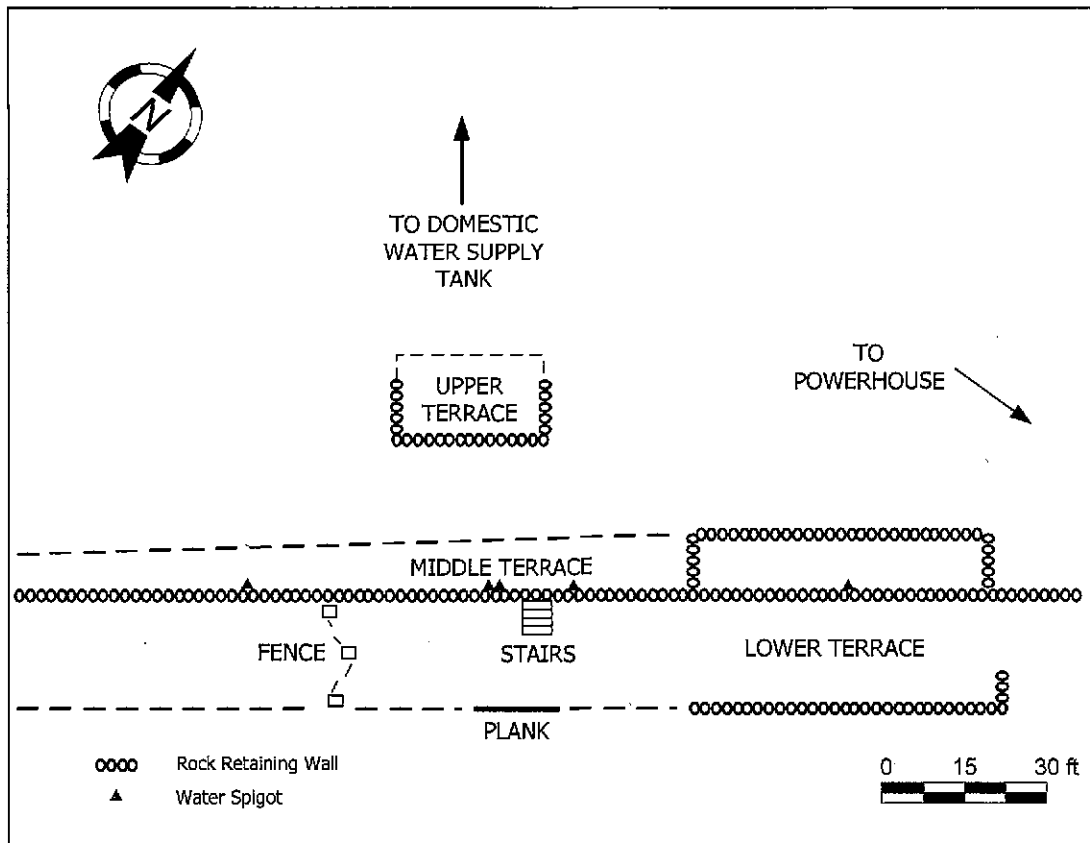 N
TO DOMESTIC
WATER SUPPLY
TANK
UPPER
TERRACE
TO
POWERHOUSE
MIDDLE TERRACE
FENCE
STAIRS
LOWER TERRACE
PLANK
Rock Retaining Wall
Water Spigot
0 15 30 ft